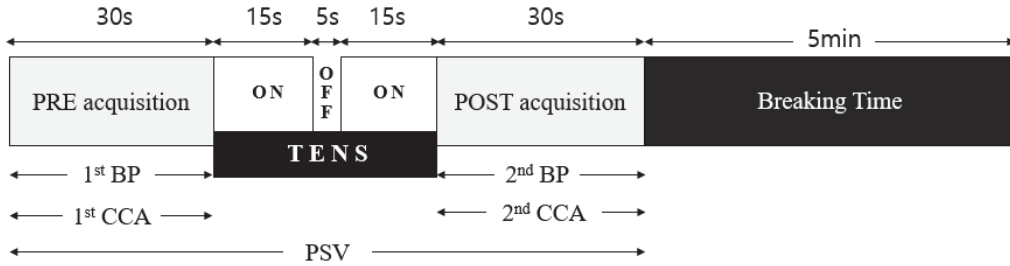 30s 15s 5s 15s 30s
5min
PRE acquisition ON OFF ON POST acquisition Breaking Time
TENS
1st BP 2nd BP
1st CCA 2nd CCA
PSV